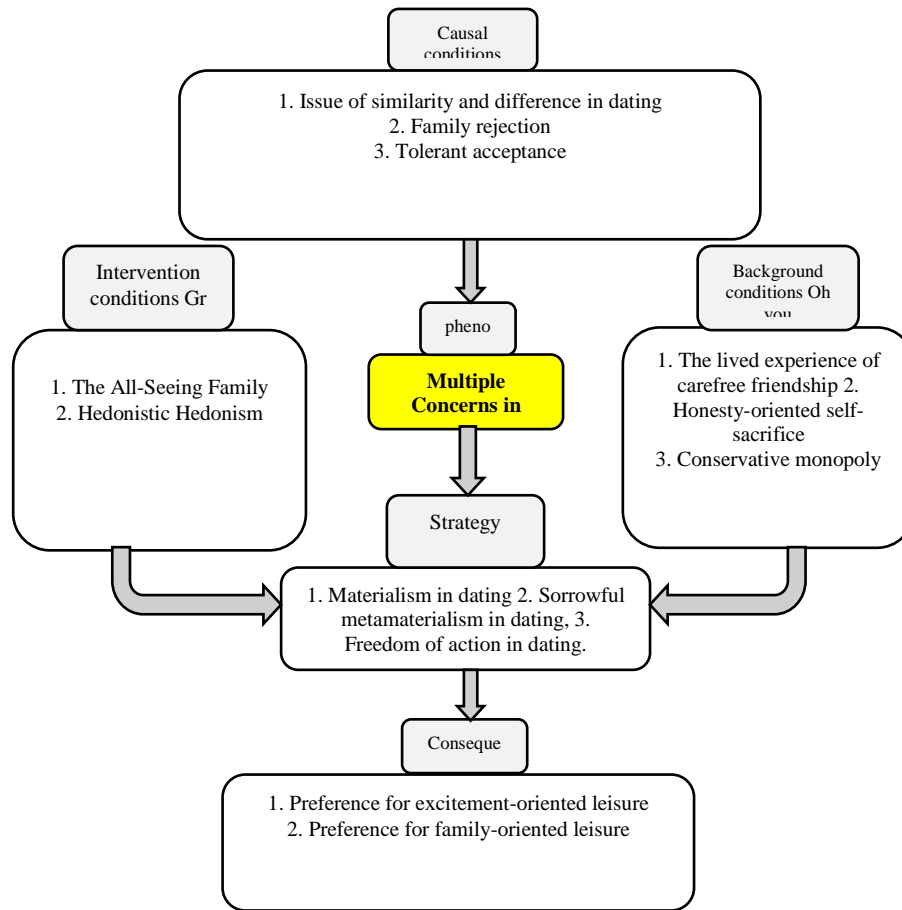 Causal
conditions
1. Issue of similarity and difference in dating
2. Family rejection
3. Tolerant acceptance
Intervention
conditions Gr
1. The All-Seeing Family
2. Hedonistic Hedonism
pheno
Multiple
Concerns in
Background
conditions Oh
you
1. The lived experience of
carefree friendship 2.
Honesty-oriented self-
sacrifice
3. Conservative monopoly
Strategy
1. Materialism in dating 2. Sorrowful
metamaterialism in dating, 3.
Freedom of action in dating.
Conseque
1. Preference for excitement-oriented leisure
2. Preference for family-oriented leisure